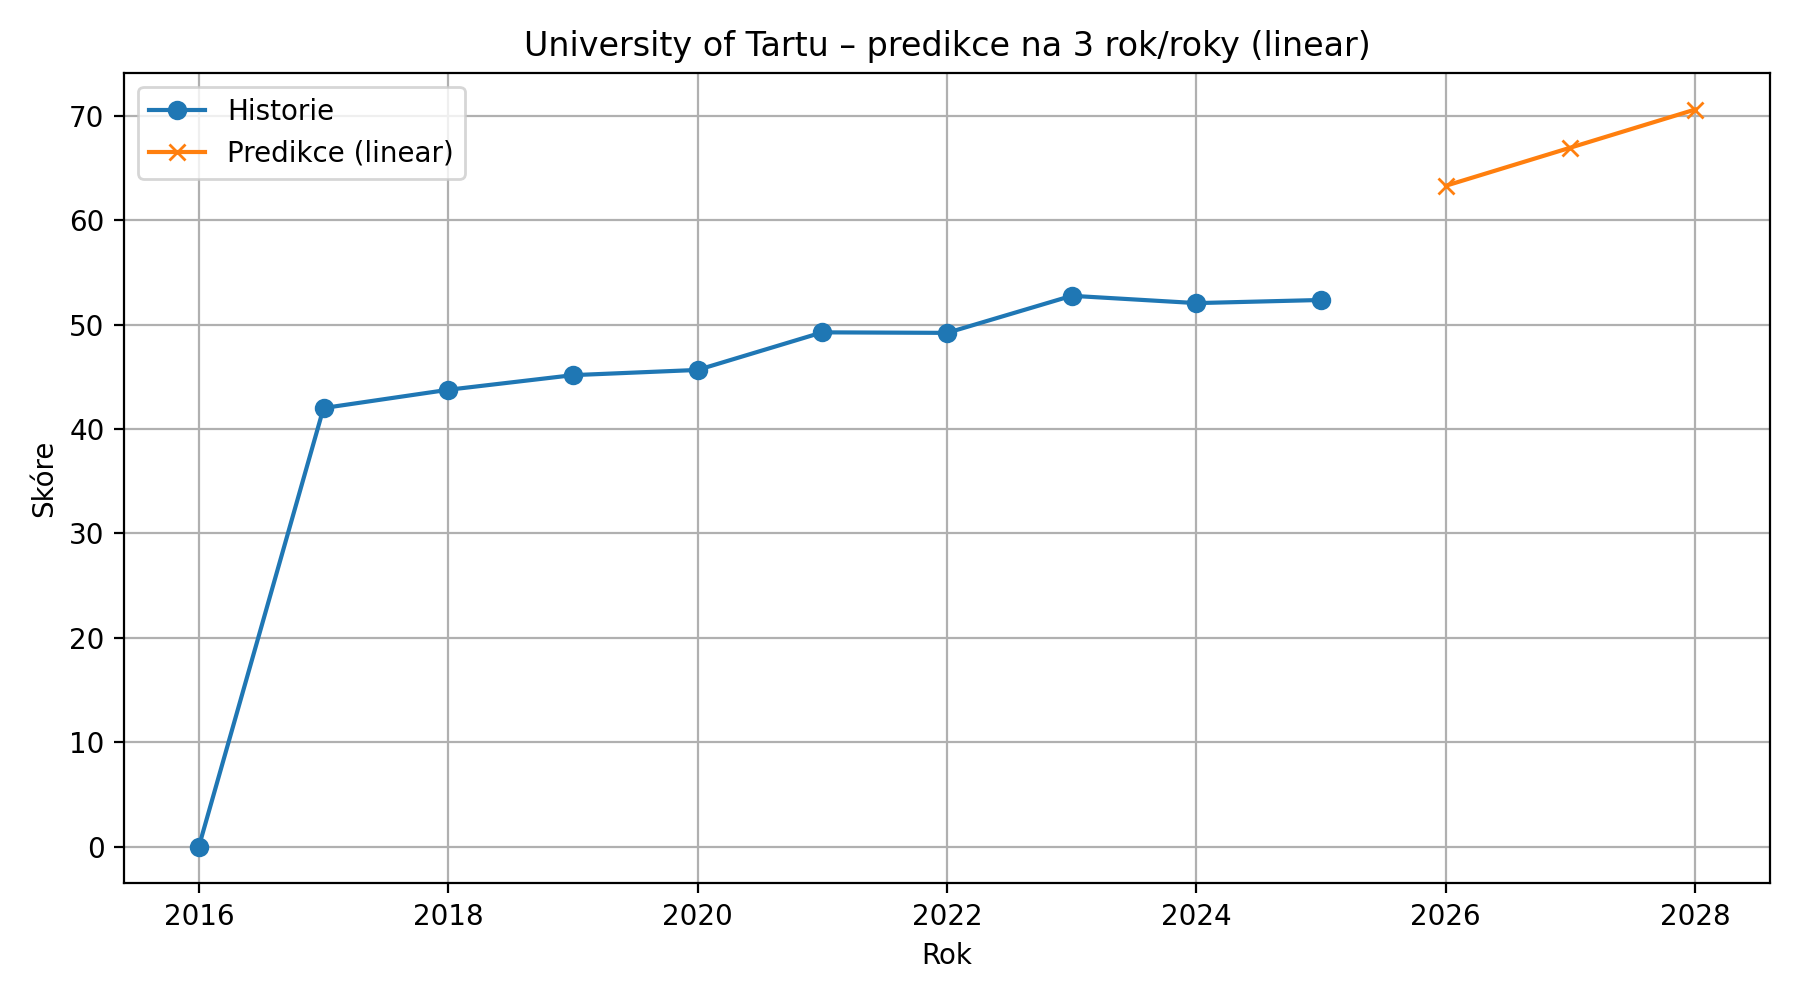 University of Tartu – predikce na 3 rok/roky (linear)
Historie
Predikce (linear)
70
60
50
40
30
20
10
0
Skóre
2016 2018 2020 2022 2024 2026 2028
Rok